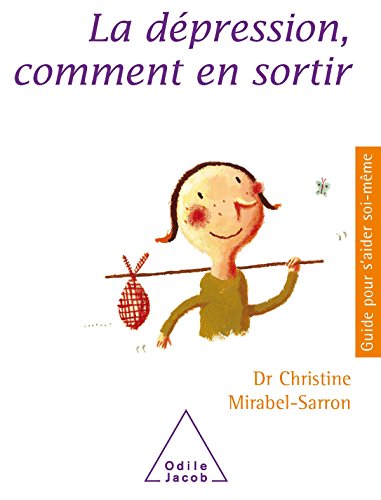 La dépression,
comment en sortir
Guide pour s'aider soi-même
Dr Christine
Mirabel-Sarron
Odile
Jacob